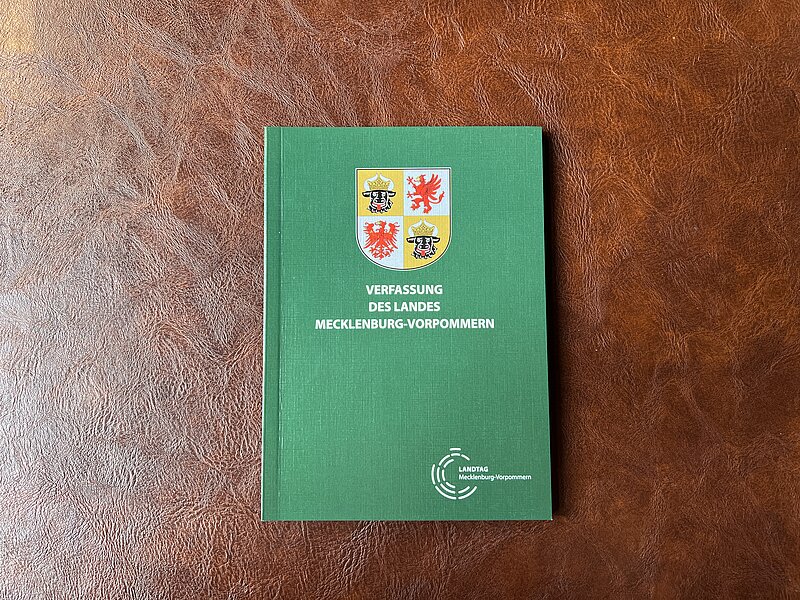 VERFASSUNG
DES LANDES
MECKLENBURG-VORPOMMERN
LANDTAG
Mecklenburg-Vorpommern